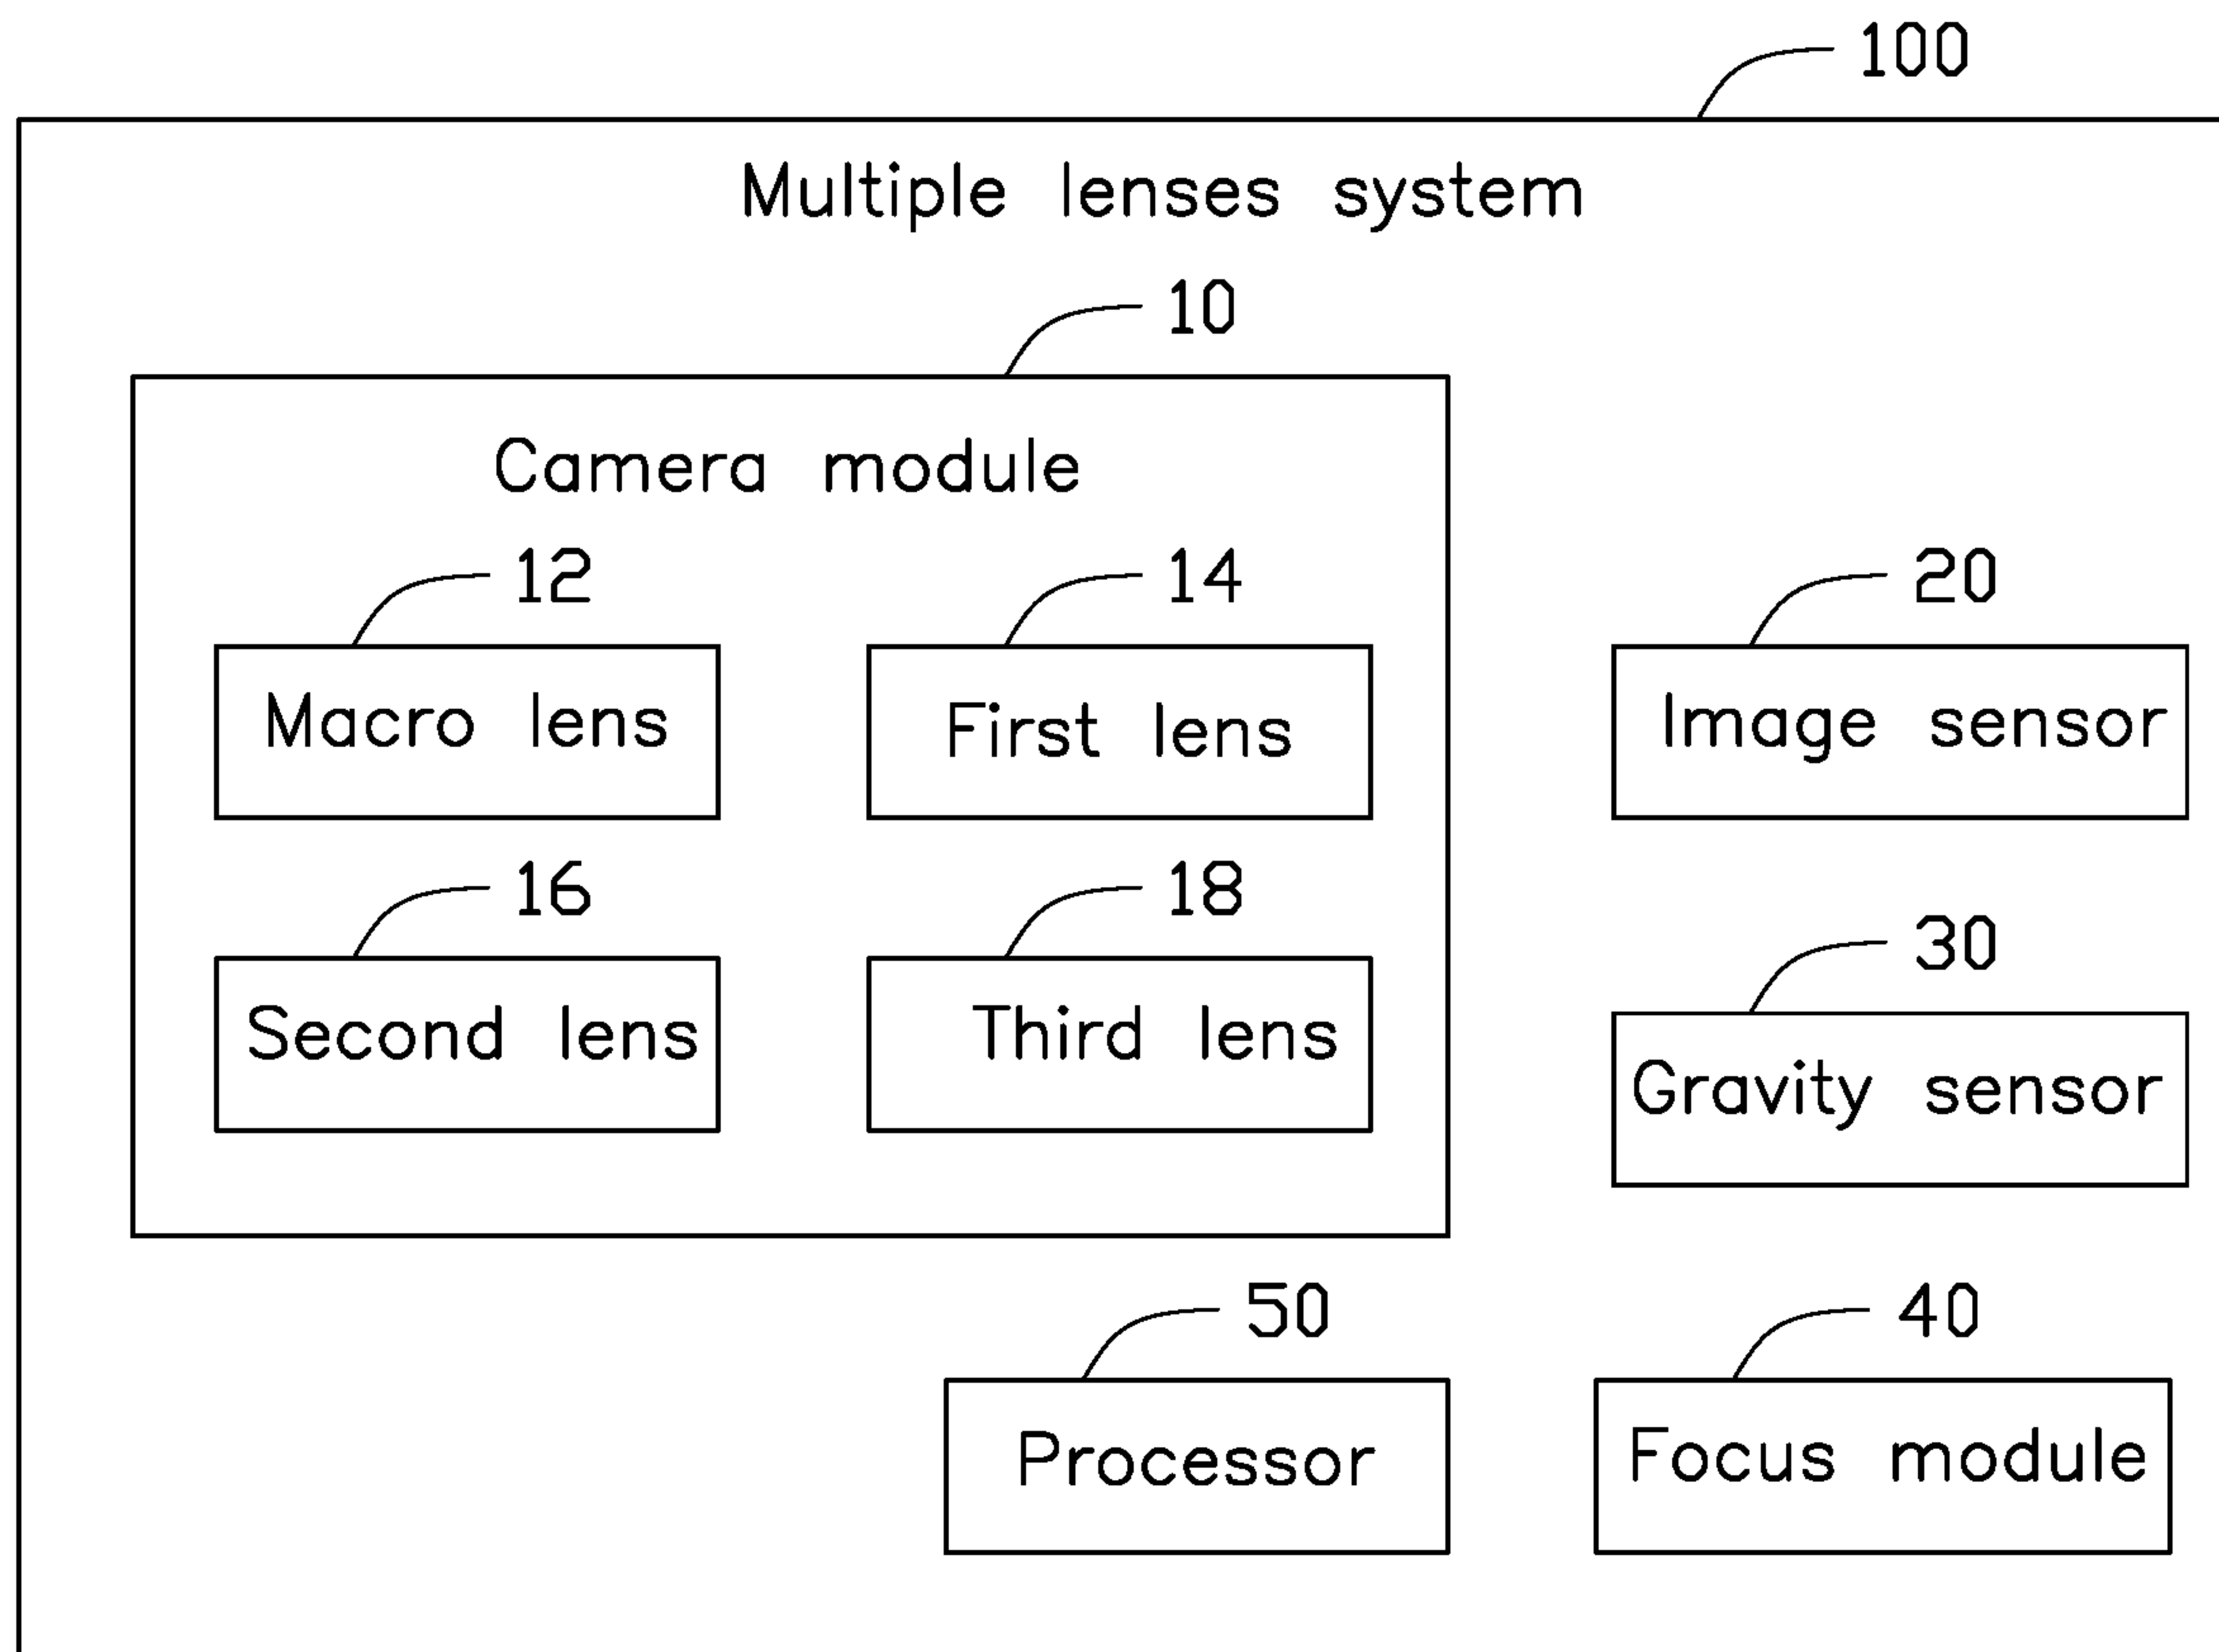 100
Multiple lenses system
10
Camera module
12
14
20
Macro lens
First lens
Image sensor
16
18
30
Second lens
Third lens
Gravity sensor
50
40
Processor
Focus module